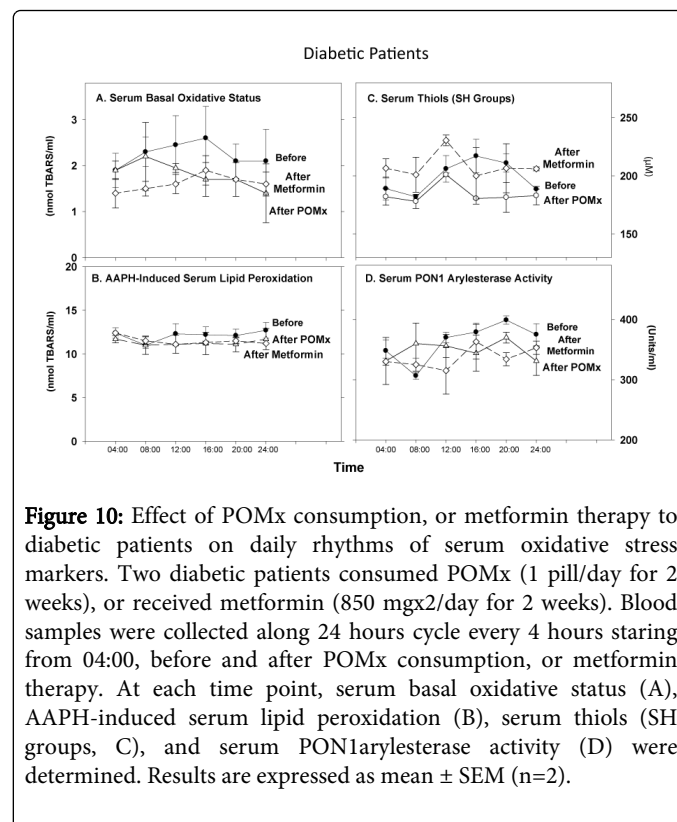 Diabetic Patients
A. Serum Basal Oxidative Status
3
2
1
0
(nmol TBARS/ml)
Before
After
Metformin
After POMx
C. Serum Thiols (SH Groups)
250
200
150
(µM)
After
Metformin
Before
After POMx
B. AAPH-Induced Serum Lipid Peroxidation
20
15
10
5
0
(nmol TBARS/ml)
Before
After POMx
After Metformin
04:00 08:00 12:00 16:00 20:00 24:00
D. Serum PON1 Arylesterase Activity
400
300
200
(Units/ml)
Before
After
Metformin
After POMx
04:00 08:00 12:00 16:00 20:00 24:00
Time
Figure 10: Effect of POMx consumption, or metformin therapy to
diabetic patients on daily rhythms of serum oxidative stress
markers. Two diabetic patients consumed POMx (1 pill/day for 2
weeks), or received metformin (850 mgx2/day for 2 weeks). Blood
samples were collected along 24 hours cycle every 4 hours staring
from 04:00, before and after POMx consumption, or metformin
therapy. At each time point, serum basal oxidative status (A),
AAPH-induced serum lipid peroxidation (B), serum thiols (SH
groups, C), and serum PON1arylesterase activity (D) were
determined. Results are expressed as mean ± SEM (n=2).